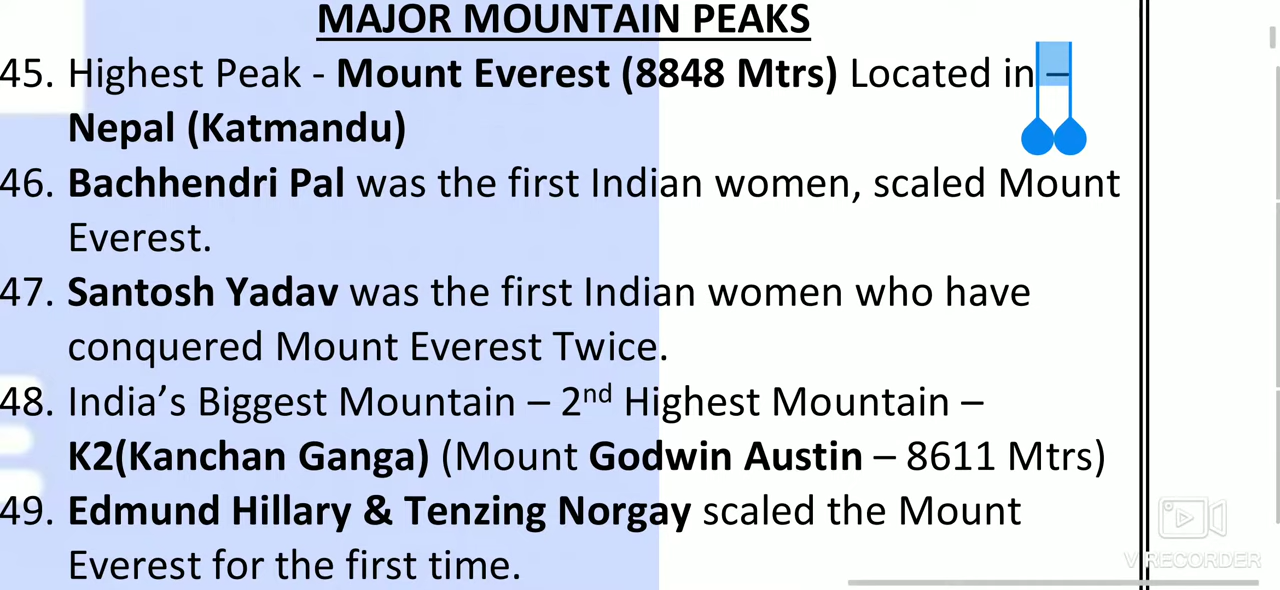 MAJOR MOUNTAIN PEAKS
45. Highest Peak - Mount Everest (8848 Mtrs) Located in –
Nepal (Katmandu)
46. Bachhendri Pal was the first Indian women, scaled Mount
Everest.
47. Santosh Yadav was the first Indian women who have
conquered Mount Everest Twice.
48. India’s Biggest Mountain – 2nd Highest Mountain –
K2(Kanchan Ganga) (Mount Godwin Austin – 8611 Mtrs)
49. Edmund Hillary & Tenzing Norgay scaled the Mount
Everest for the first time.
V RECORDER